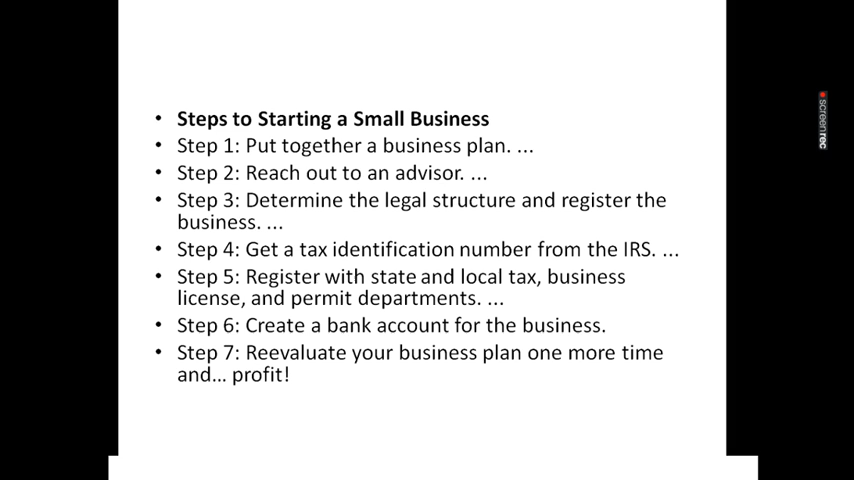 • Steps to Starting a Small Business
• Step 1: Put together a business plan. ...
• Step 2: Reach out to an advisor. ...
• Step 3: Determine the legal structure and register the
business. ...
• Step 4: Get a tax identification number from the IRS. ...
• Step 5: Register with state and local tax, business
license, and permit departments. ...
• Step 6: Create a bank account for the business.
• Step 7: Reevaluate your business plan one more time
and... profit!
screenrec